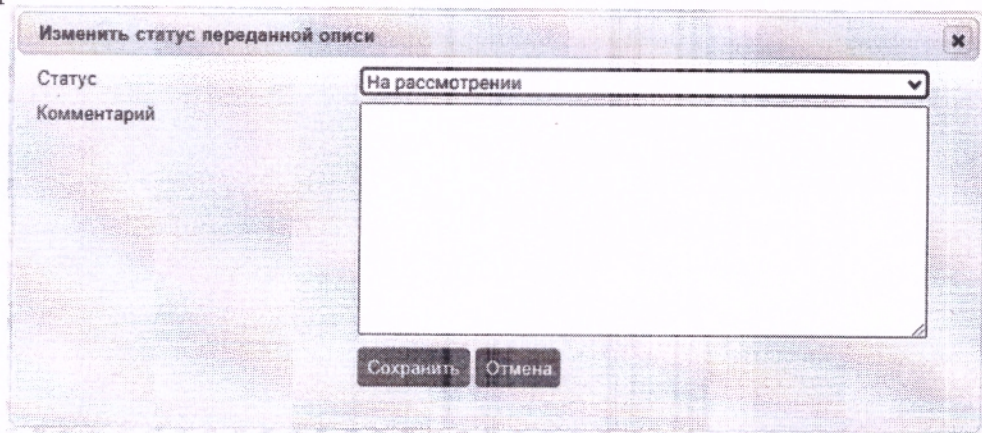 Изменить статус переданной описи
Статус
На рассмотрении
Комментарий
Сохранить Отмена